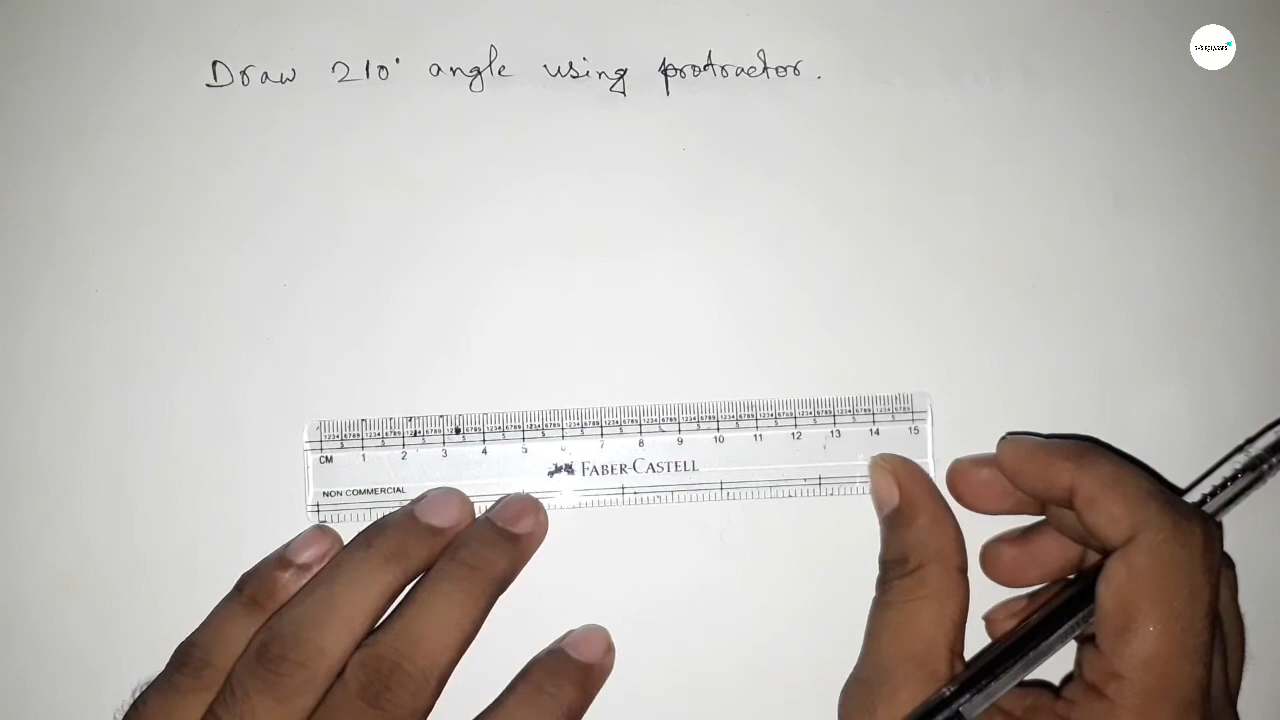 Draw 210° angle using protractor.
CM 1 2 3 4 5 6 7 8 9 10 11 12 13 14 15
FABER-CASTELL
NON COMMERCIAL